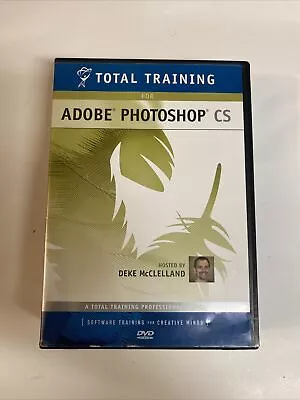 TOTAL TRAINING
FOR
ADOBE® PHOTOSHOP® CS
HOSTED BY
DEKE McCLELLAND
A TOTAL TRAINING PROFESSIONAL
[ SOFTWARE TRAINING FOR CREATIVE MINDS ]
DVD